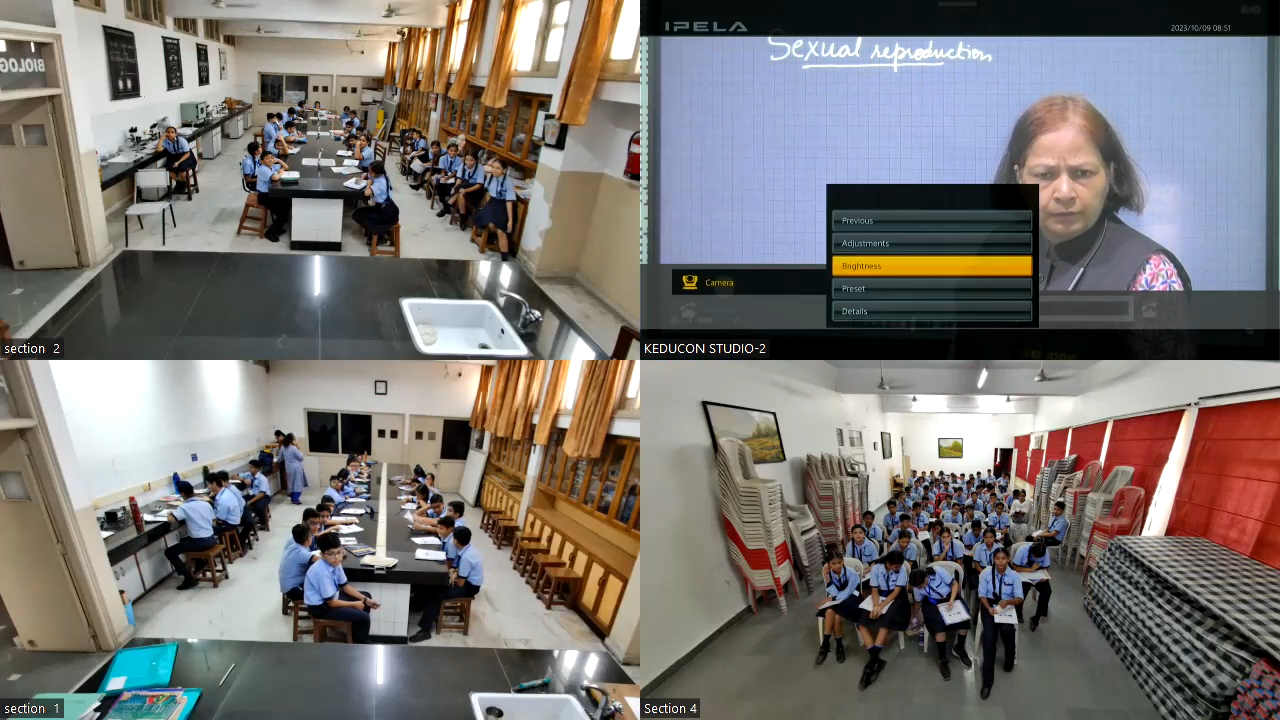 BIOLOG
section 2
IPELA
2023/10/09 08:51
Sexual reproduction
Previous
Adjustments
Brightness
Preset
Details
Camera
KEDUCON STUDIO-2
section 1
Section 4